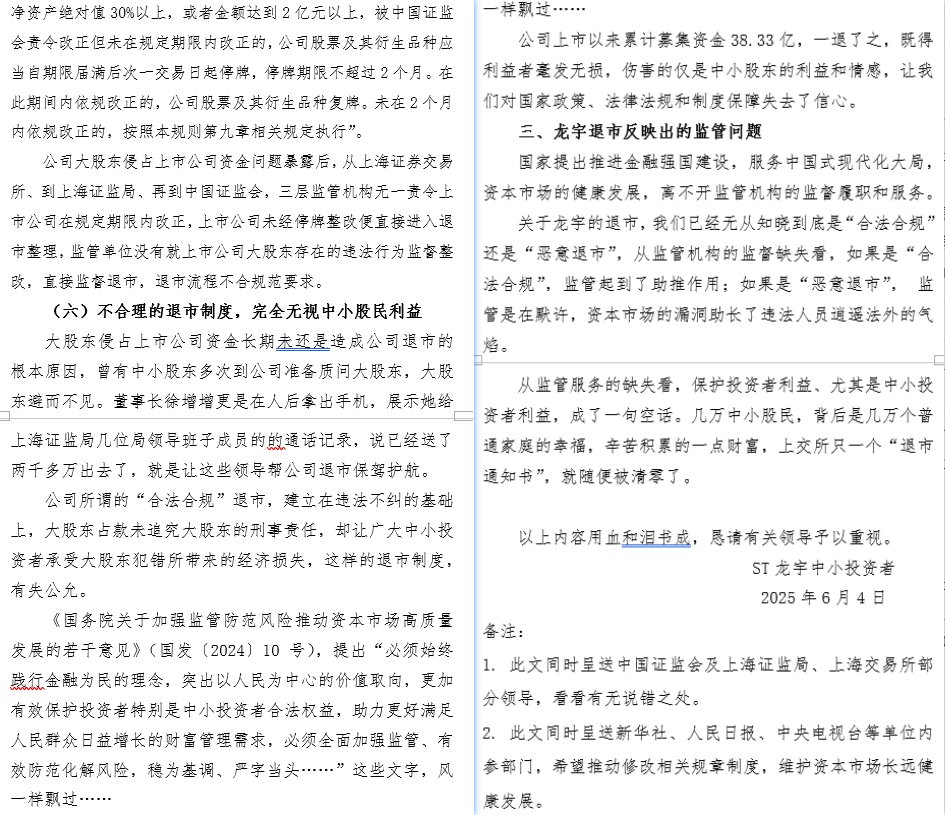 净资产绝对值 30%以上，或者金额达到 2 亿元以上，被中国证监
会责令改正但未在规定期限内改正的，公司股票及其衍生品种应
当自期限届满后次一交易日起停牌，停牌期限不超过 2 个月。在
此期间内依规改正的，公司股票及其衍生品种复牌。未在 2 个月
内依规改正的，按照本规则第九章相关规定执行”。
公司大股东侵占上市公司资金问题暴露后，从上海证券交易
所、到上海证监局、再到中国证监会，三层监管机构无一责令上
市公司在规定期限内改正，上市公司未经停牌整改便直接进入退
市整理，监管单位没有就上市公司大股东存在的违法行为监督整
改，直接监督退市，退市流程不合规范要求。
（六）不合理的退市制度，完全无视中小股民利益
大股东侵占上市公司资金长期未还是造成公司退市的
根本原因，曾有中小股东多次到公司准备质问大股东，大股
东避而不见。董事长徐增增更是在人后拿出手机，展示她给
上海证监局几位局领导班子成员的的通话记录，说已经送了
两千多万出去了，就是让这些领导帮公司退市保驾护航。
公司所谓的“合法合规”退市，建立在违法不纠的基础
上，大股东占款未追究大股东的刑事责任，却让广大中小投
资者承受大股东犯错所带来的经济损失，这样的退市制度，
有失公允。
《国务院关于加强监管防范风险推动资本市场高质量
发展的若干意见》（国发〔2024〕10 号），提出“必须始终
践行金融为民的理念，突出以人民为中心的价值取向，更加
有效保护投资者特别是中小投资者合法权益，助力更好满足
人民群众日益增长的财富管理需求，必须全面加强监管、有
效防范化解风险，稳为基调、严字当头……”这些文字，风
一样飘过……
一样飘过……
公司上市以来累计募集资金 38.33 亿，一退了之，既得
利益者毫发无损，伤害的仅是中小股东的利益和情感，让我
们对国家政策、法律法规和制度保障失去了信心。
三、龙宇退市反映出的监管问题
国家提出推进金融强国建设，服务中国式现代化大局，
资本市场的健康发展，离不开监管机构的监督履职和服务。
关于龙宇的退市，我们已经无从知晓到底是“合法合规”
还是“恶意退市”，从监管机构的监督缺失看，如果是“合
法合规”，监管起到了助推作用；如果是“恶意退市”， 监
管是在默许，资本市场的漏洞助长了违法人员逍遥法外的气
焰。
从监管服务的缺失看，保护投资者利益、尤其是中小投
资者利益，成了一句空话。几万中小股民，背后是几万个普
通家庭的幸福，辛苦积累的一点财富，上交所只一个“退市
通知书”，就随便被清零了。
以上内容用血和泪书成，恳请有关领导予以重视。
ST 龙宇中小投资者
2025 年 6 月 4 日
备注：
1. 此文同时呈送中国证监会及上海证监局、上海交易所部
分领导，看看有无说错之处。
2. 此文同时呈送新华社、人民日报、中央电视台等单位内
参部门，希望推动修改相关规章制度，维护资本市场长远健
康发展。